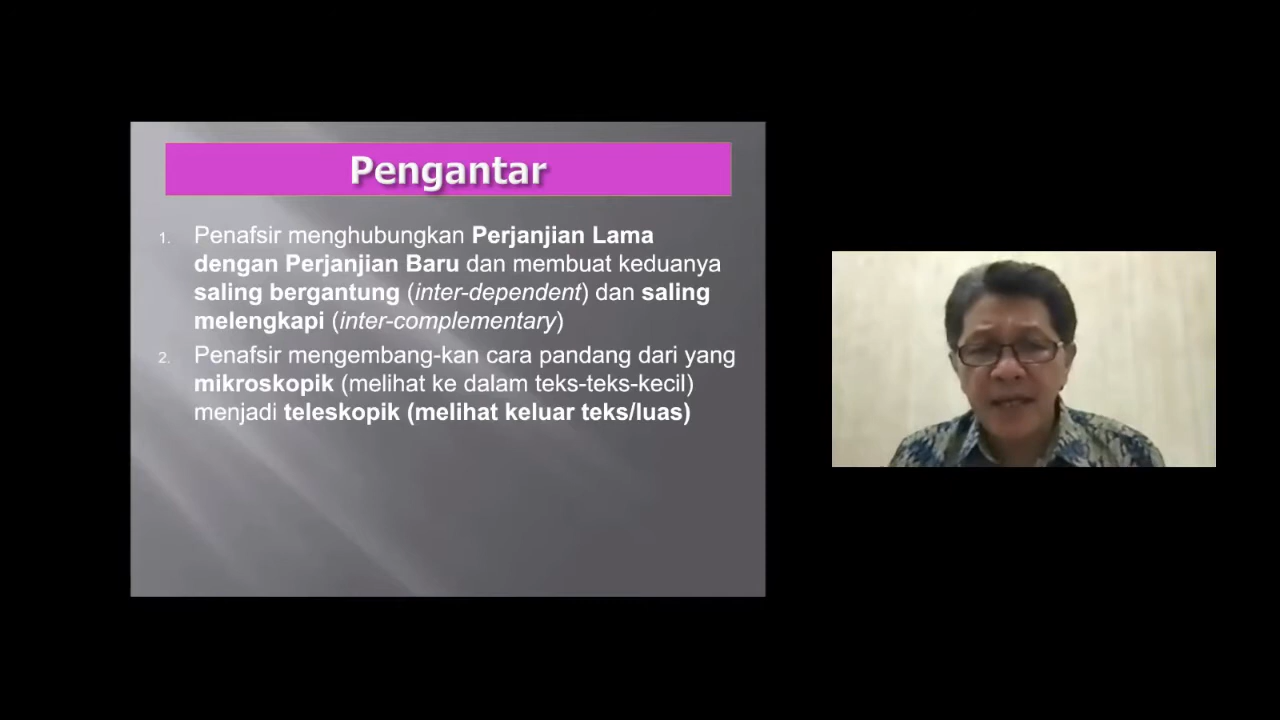 Pengantar
1. Penafsir menghubungkan Perjanjian Lama
dengan Perjanjian Baru dan membuat keduanya
saling bergantung (inter-dependent) dan saling
melengkapi (inter-complementary)
2. Penafsir mengembang-kan cara pandang dari yang
mikroskopik (melihat ke dalam teks-teks-kecil)
menjadi teleskopik (melihat keluar teks/luas)